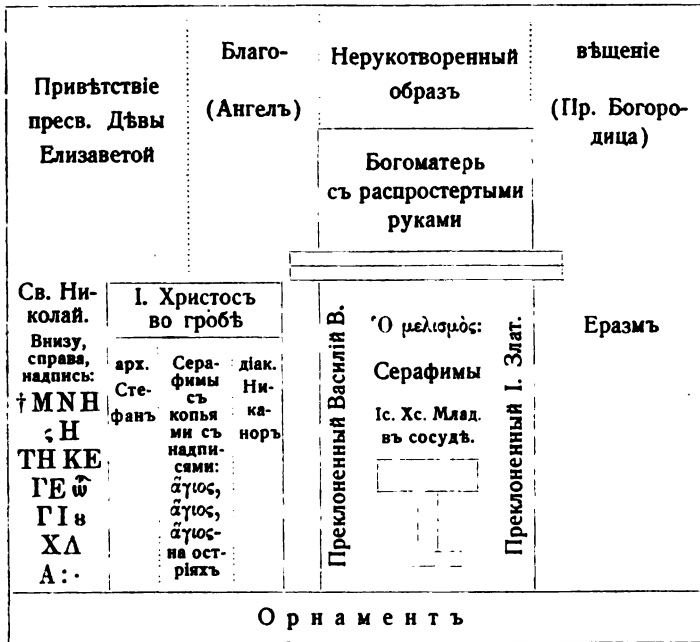 Привѣтствіе
пресв. Дѣвы
Елизаветой
Благо-
(Ангелъ)
Нерукотворенный
образъ
вѣщеніе
(Пр. Богоро-
дица)
Богоматерь
съ распростертыми
руками
Св. Ни-
колай.
Внизу,
справа,
надпись:
†ΜΝΗ
ςΗ
ΤΗ ΚΕ
ΓΕ ῶ
ΓΙ ȣ
ΧΛ
Α:·
І. Христосъ
во гробѣ
арх.
Сте-
фанъ
Сера-
фимы
съ
копья
ми съ
надпи-
сями:
ἅγιος,
ἅγιος,
ἅγιος-
на ост-
ріяхъ
діак.
Ни-
ка-
норъ
Преклоненный Василій В.
Ὁ μελισμὸς:
Серафимы
Іс. Хс. Млад.
въ сосудѣ.
Преклоненный І. Злат.
Еразмъ
Орнаментъ